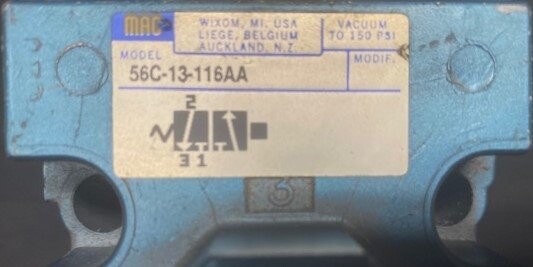 MAC
WIXOM, MI, USA
LIEGE, BELGIUM
AUCKLAND, N.Z.
VACUUM
TO 150 PSI
MODEL
56C-13-116AA
MODIF.
2
3 1
3